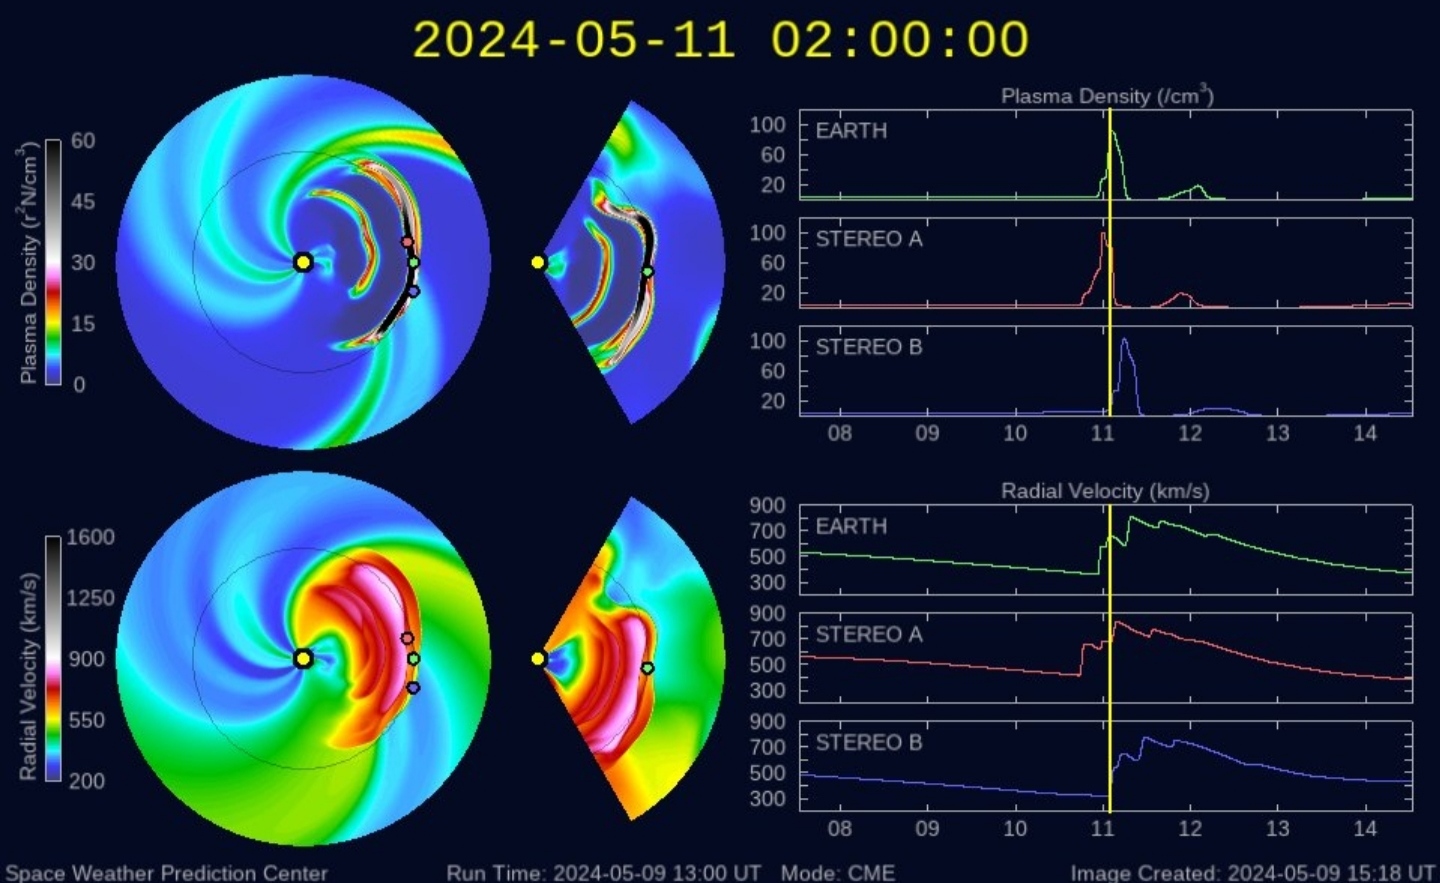 2024-05-11 02:00:00
Plasma Density (r²N/cm³)
60
45
30
15
0
Plasma Density (/cm³)
100
60
20
EARTH
100
60
20
STEREO A
100
60
20
STEREO B
08 09 10 11 12 13 14
Radial Velocity (km/s)
1600
1250
900
550
200
Radial Velocity (km/s)
900
700
500
300
EARTH
900
700
500
300
STEREO A
900
700
500
300
STEREO B
08 09 10 11 12 13 14
Space Weather Prediction Center Run Time: 2024-05-09 13:00 UT Mode: CME Image Created: 2024-05-09 15:18 UT